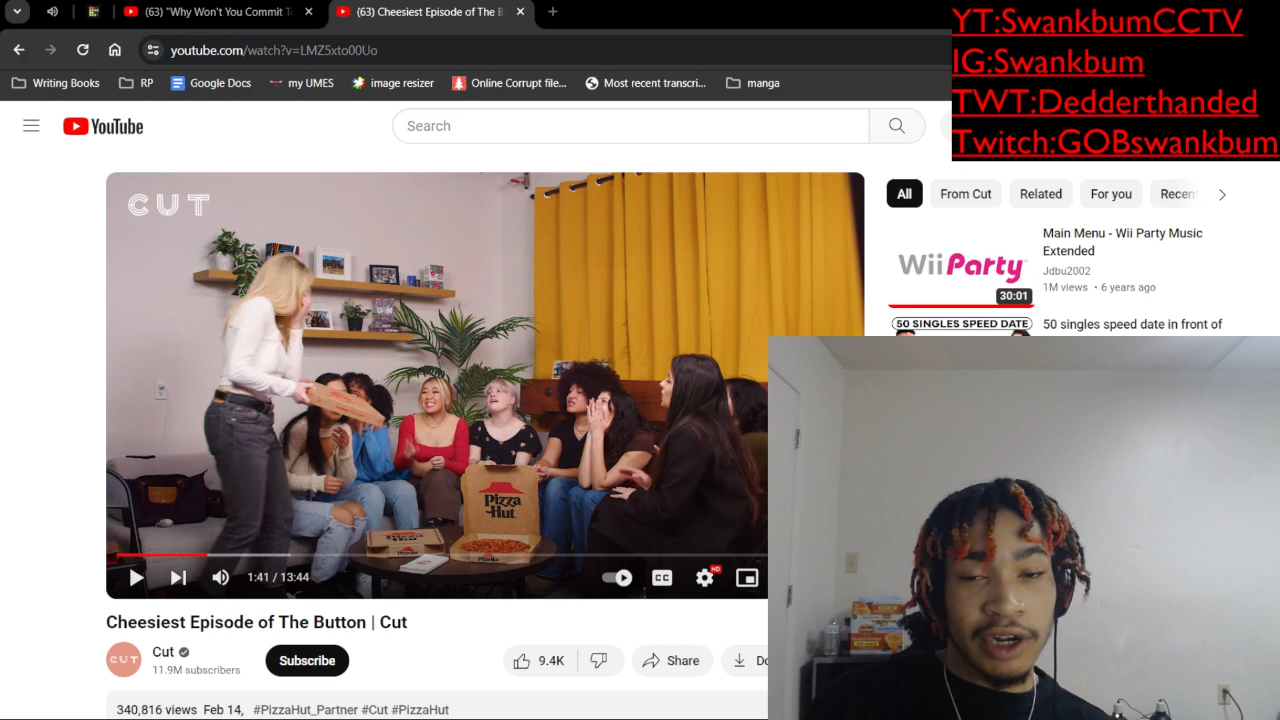 (63) "Why Won't You Commit T
(63) Cheesiest Episode of The B
YT:SwankbumCCTV
IG:Swankbum
TWT:Dedderthanded
Twitch:GOBswankbum
youtube.com/watch?v=LMZ5xto00Uo
Writing Books
RP
Google Docs
my UMES
image resizer
Online Corrupt file...
Most recent transcri...
manga
YouTube
Search
CUT
All
From Cut
Related
For you
Recen
Main Menu - Wii Party Music
Extended
Jdbu2002
1M views • 6 years ago
Wii Party
30:01
50 SINGLES SPEED DATE
50 singles speed date in front of
Pizza
Hut
1:41 / 13:44
CC
HD
Cheesiest Episode of The Button | Cut
CUT
Cut
11.9M subscribers
Subscribe
9.4K
Share
Do
340,816 views Feb 14, #PizzaHut_Partner #Cut #PizzaHut